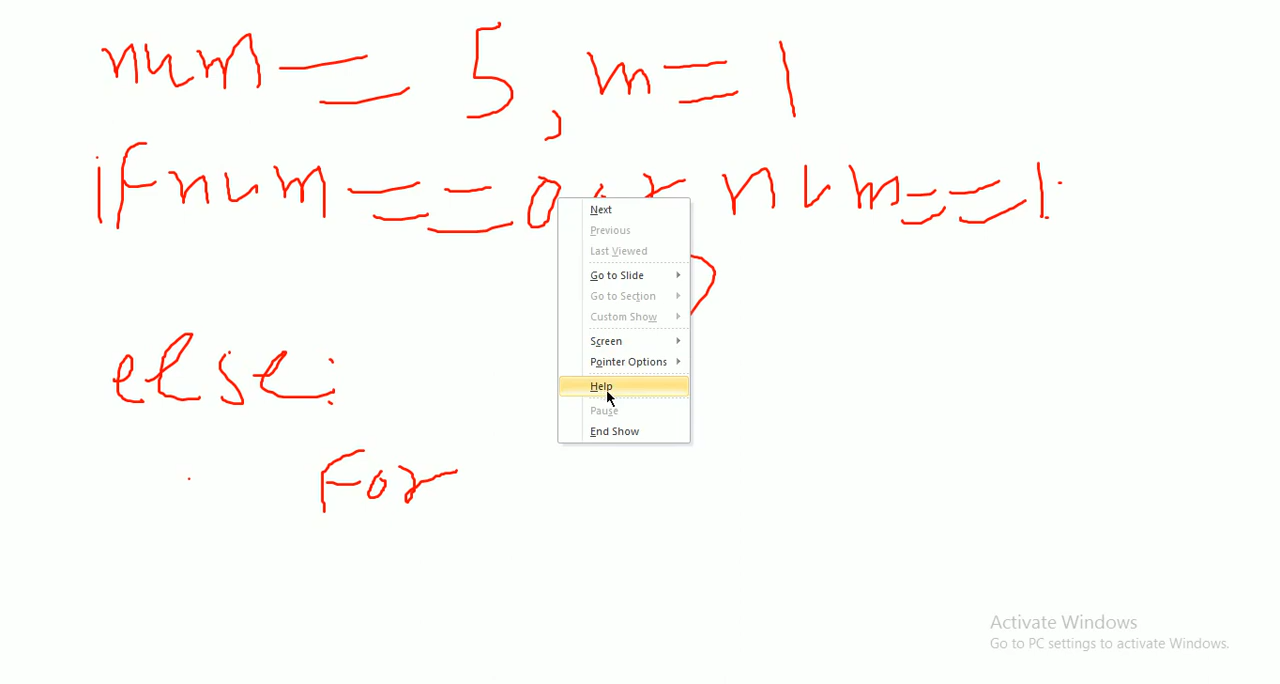 num = 5, m = 1
if num == 0 or num == 1:
)
else:
For
Next
Previous
Last Viewed
Go to Slide
Go to Section
Custom Show
Screen
Pointer Options
Help
Pause
End Show
Activate Windows
Go to PC settings to activate Windows.